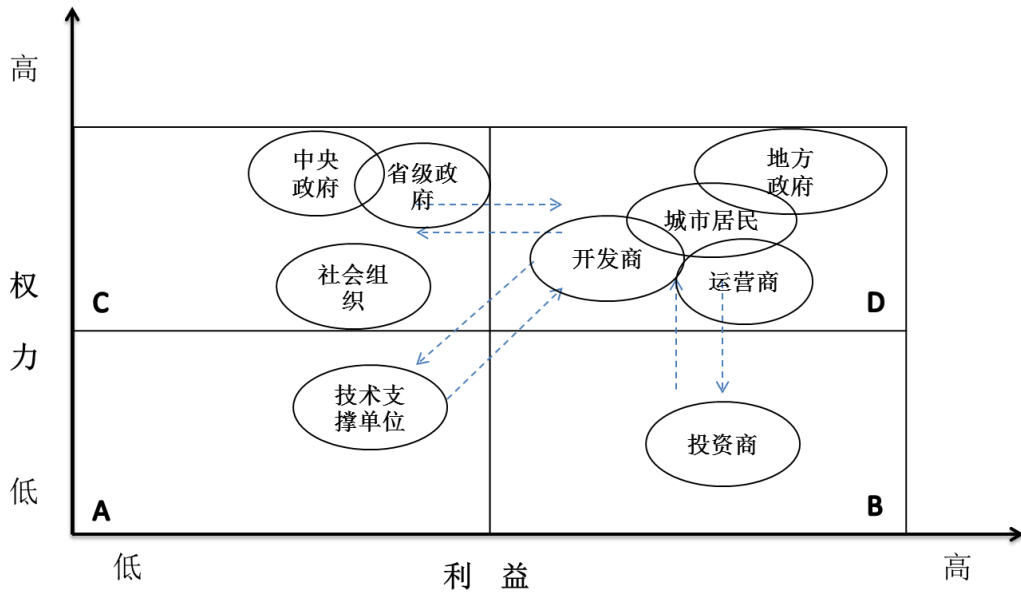 高
中央
政府
省级政
府
地方
政府
城市居民
开发商
社会组
织
运营商
权
C
D
力
技术支
撑单位
投资商
低
A
B
低
利 益
高